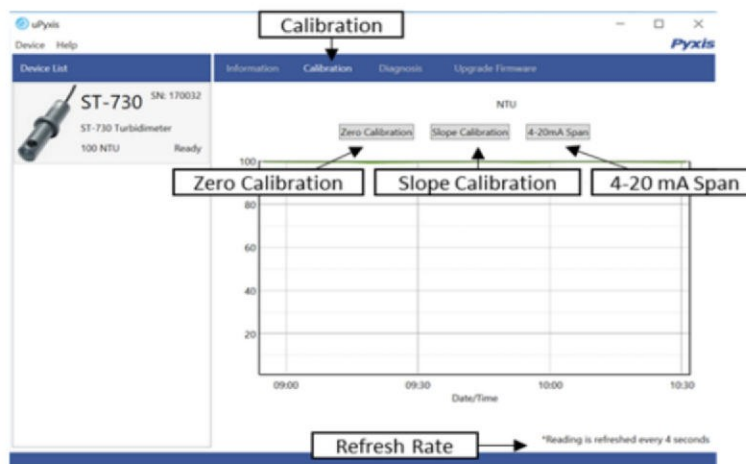 uPyxis
Calibration
Device Help
Pyxis
Device List
Information Calibration Diagnosis Upgrade Firmware
ST-730 SN: 170032
ST-730 Turbidimeter
100 NTU Ready
NTU
Zero Calibration Slope Calibration 4-20mA Span
100
Zero Calibration Slope Calibration 4-20 mA Span
80
60
40
20
09:00 09:30 10:00 10:30
Date/Time
Refresh Rate *Reading is refreshed every 4 seconds